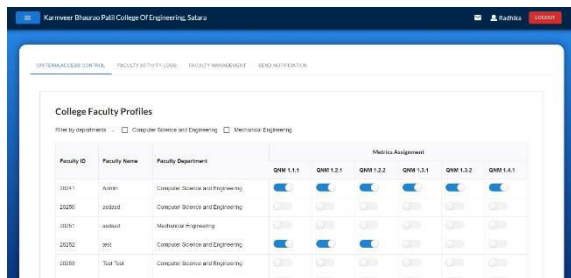 Karmveer Bhaurao Patil College Of Engineering, Satara
Radhika LOGOUT
CRITERIA ACCESS CONTROL FACULTY ACTIVITY LOGS FACULTY MANAGEMENT SEND NOTIFICATION
College Faculty Profiles
Filter by departments - Computer Science and Engineering Mechanical Engineering
Faculty ID Faculty Name Faculty Department Metrics Assignment
QNM 1.1.1 QNM 1.2.1 QNM 1.2.2 QNM 1.3.1 QNM 1.3.2 QNM 1.4.1
20241 Admin Computer Science and Engineering
20250 asdasd Computer Science and Engineering
20251 asdasd Mechanical Engineering
20252 test Computer Science and Engineering
20253 Test Test Computer Science and Engineering